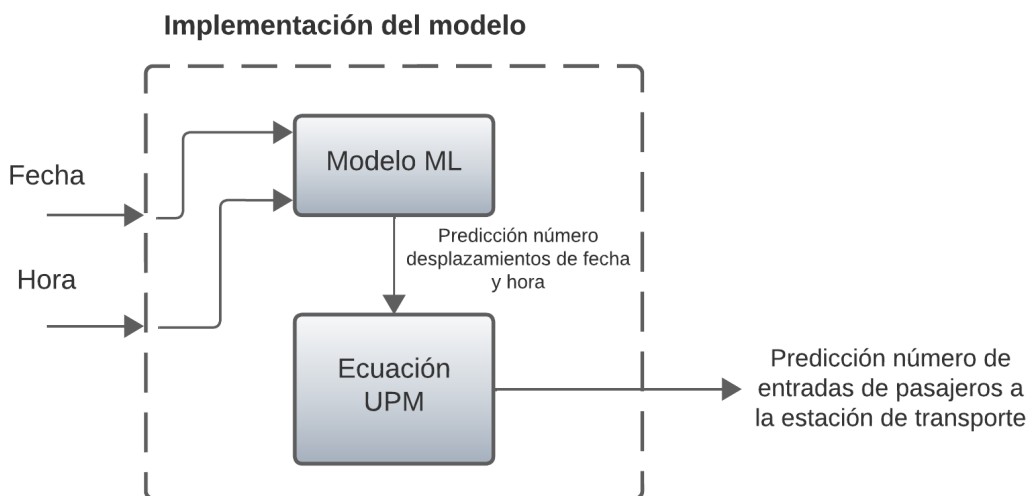 Implementación del modelo
Fecha
Modelo ML
Predicción número
desplazamientos de fecha
y hora
Hora
Ecuación
UPM
Predicción número de
entradas de pasajeros a
la estación de transporte